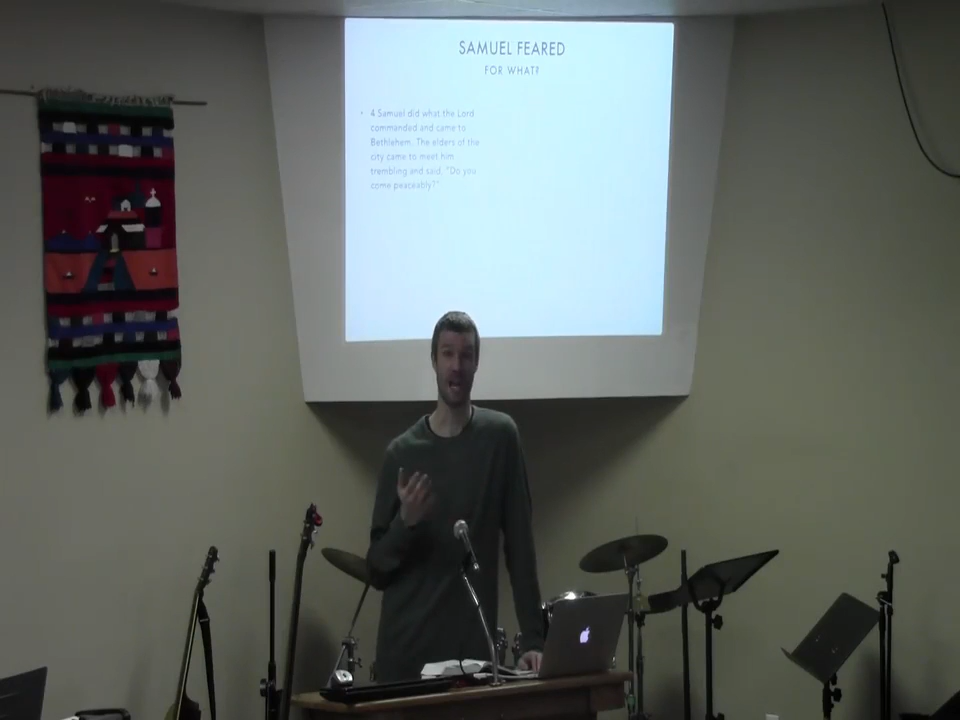 SAMUEL FEARED
FOR WHAT?
• 4 Samuel did what the Lord
commanded and came to
Bethlehem. The elders of the
city came to meet him
trembling and said, "Do you
come peaceably?"